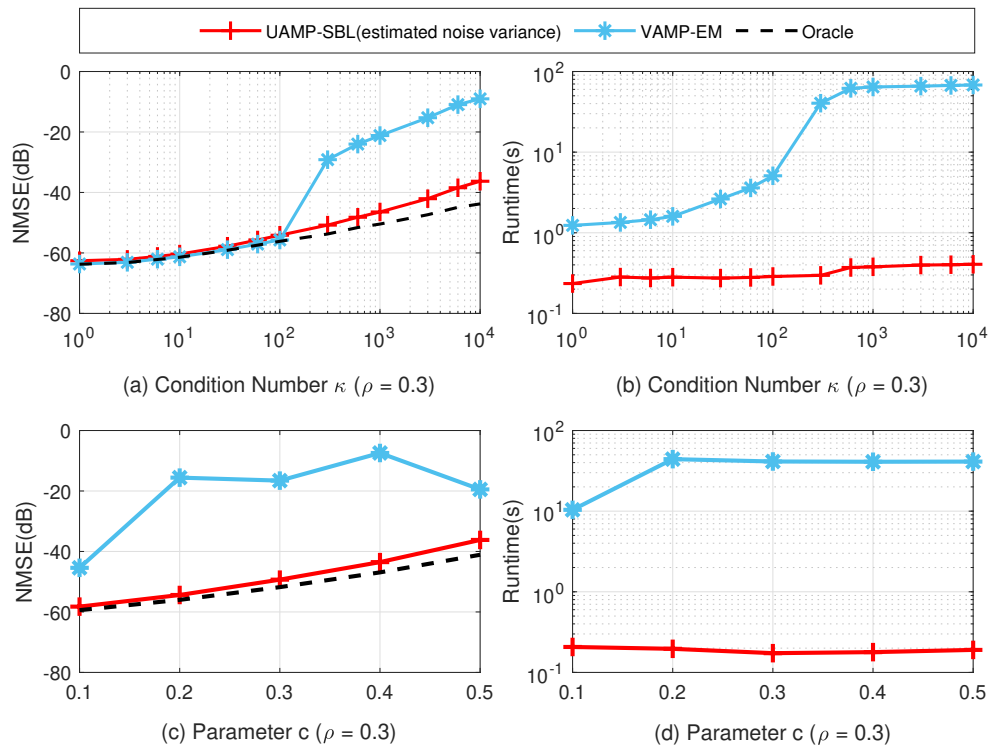 UAMP-SBL(estimated noise variance) VAMP-EM Oracle
NMSE(dB)
0
-20
-40
-60
-80
10^0 10^1 10^2 10^3 10^4
(a) Condition Number κ (ρ = 0.3)
Runtime(s)
10^2
10^1
10^0
10^-1
10^0 10^1 10^2 10^3 10^4
(b) Condition Number κ (ρ = 0.3)
NMSE(dB)
0
-20
-40
-60
-80
0.1 0.2 0.3 0.4 0.5
(c) Parameter c (ρ = 0.3)
Runtime(s)
10^2
10^1
10^0
10^-1
0.1 0.2 0.3 0.4 0.5
(d) Parameter c (ρ = 0.3)